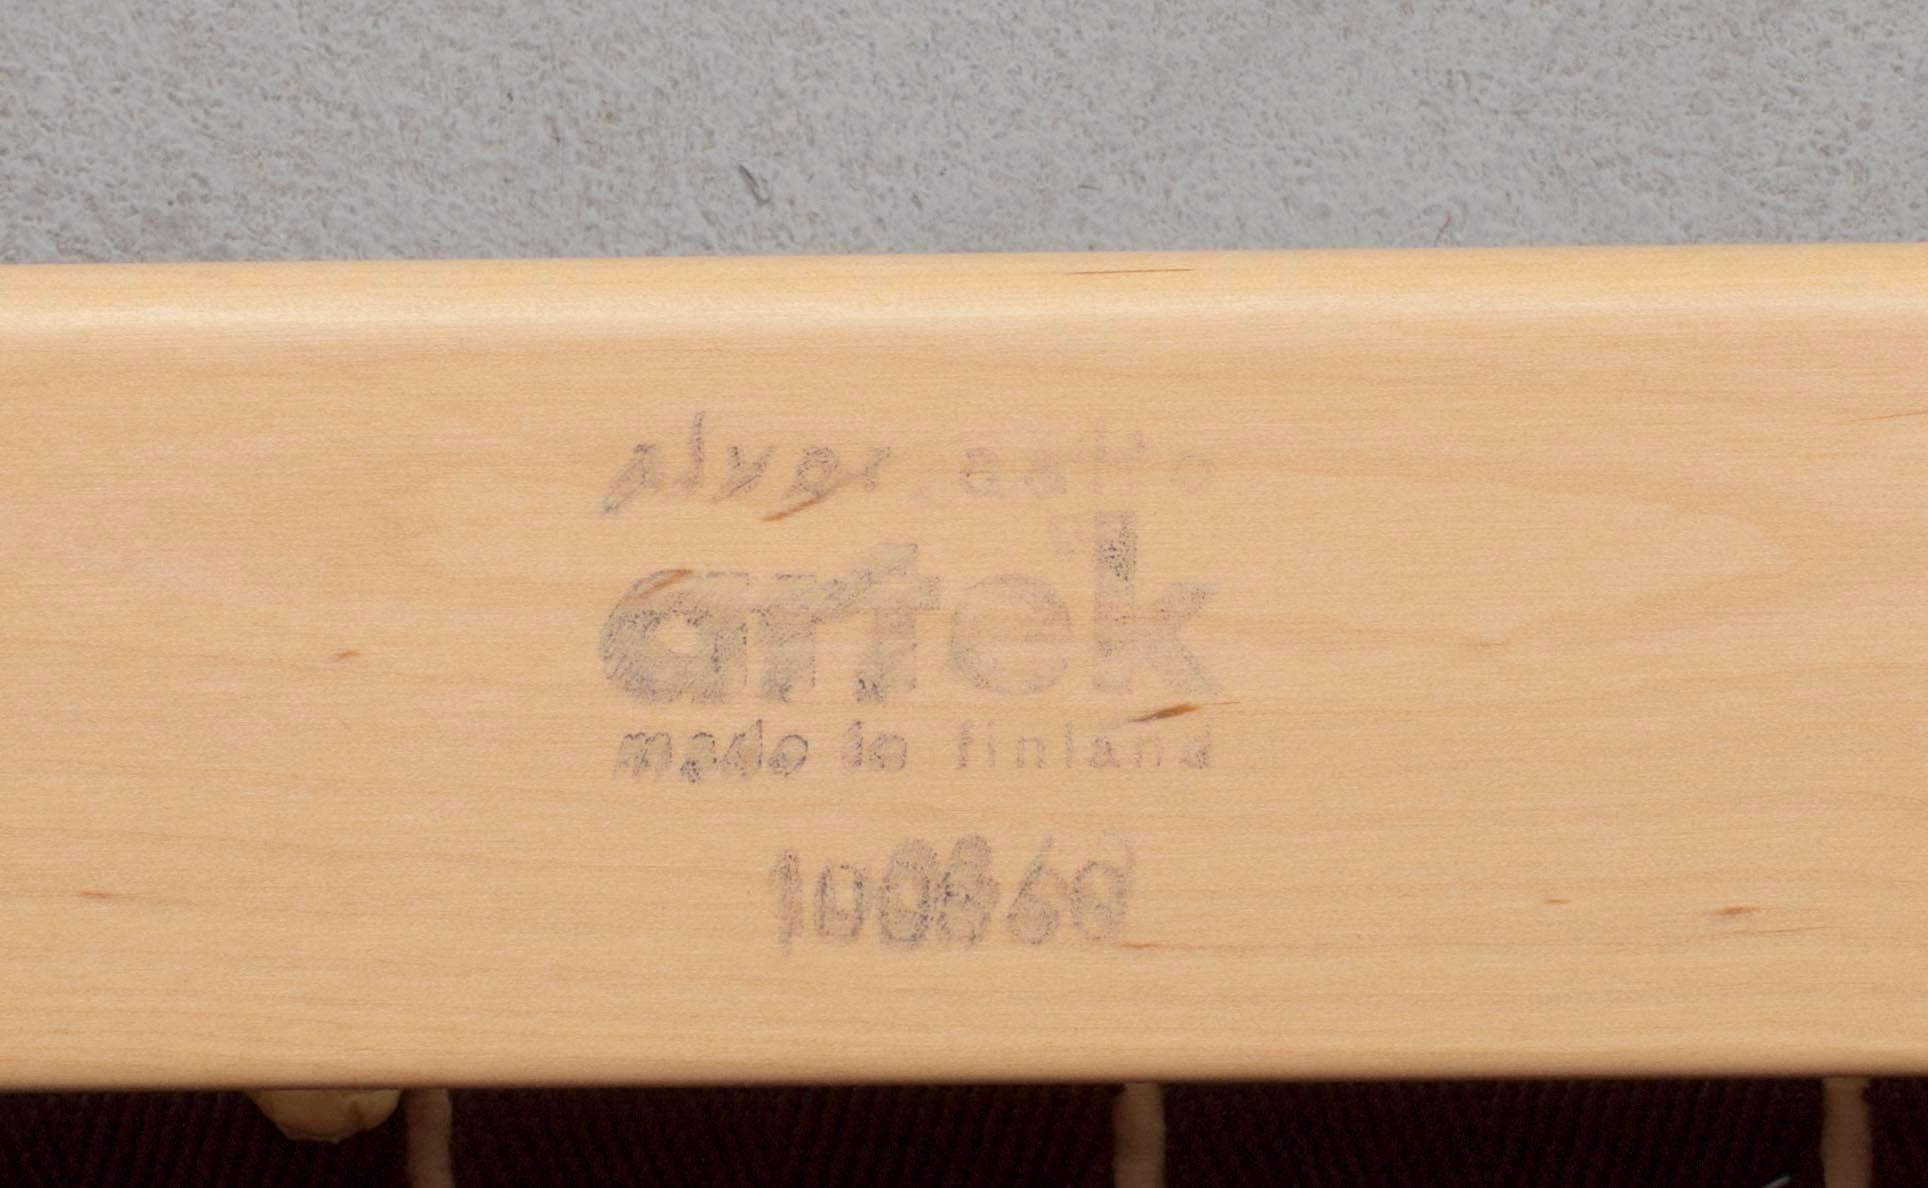 alvar aalto
artek
made in finland